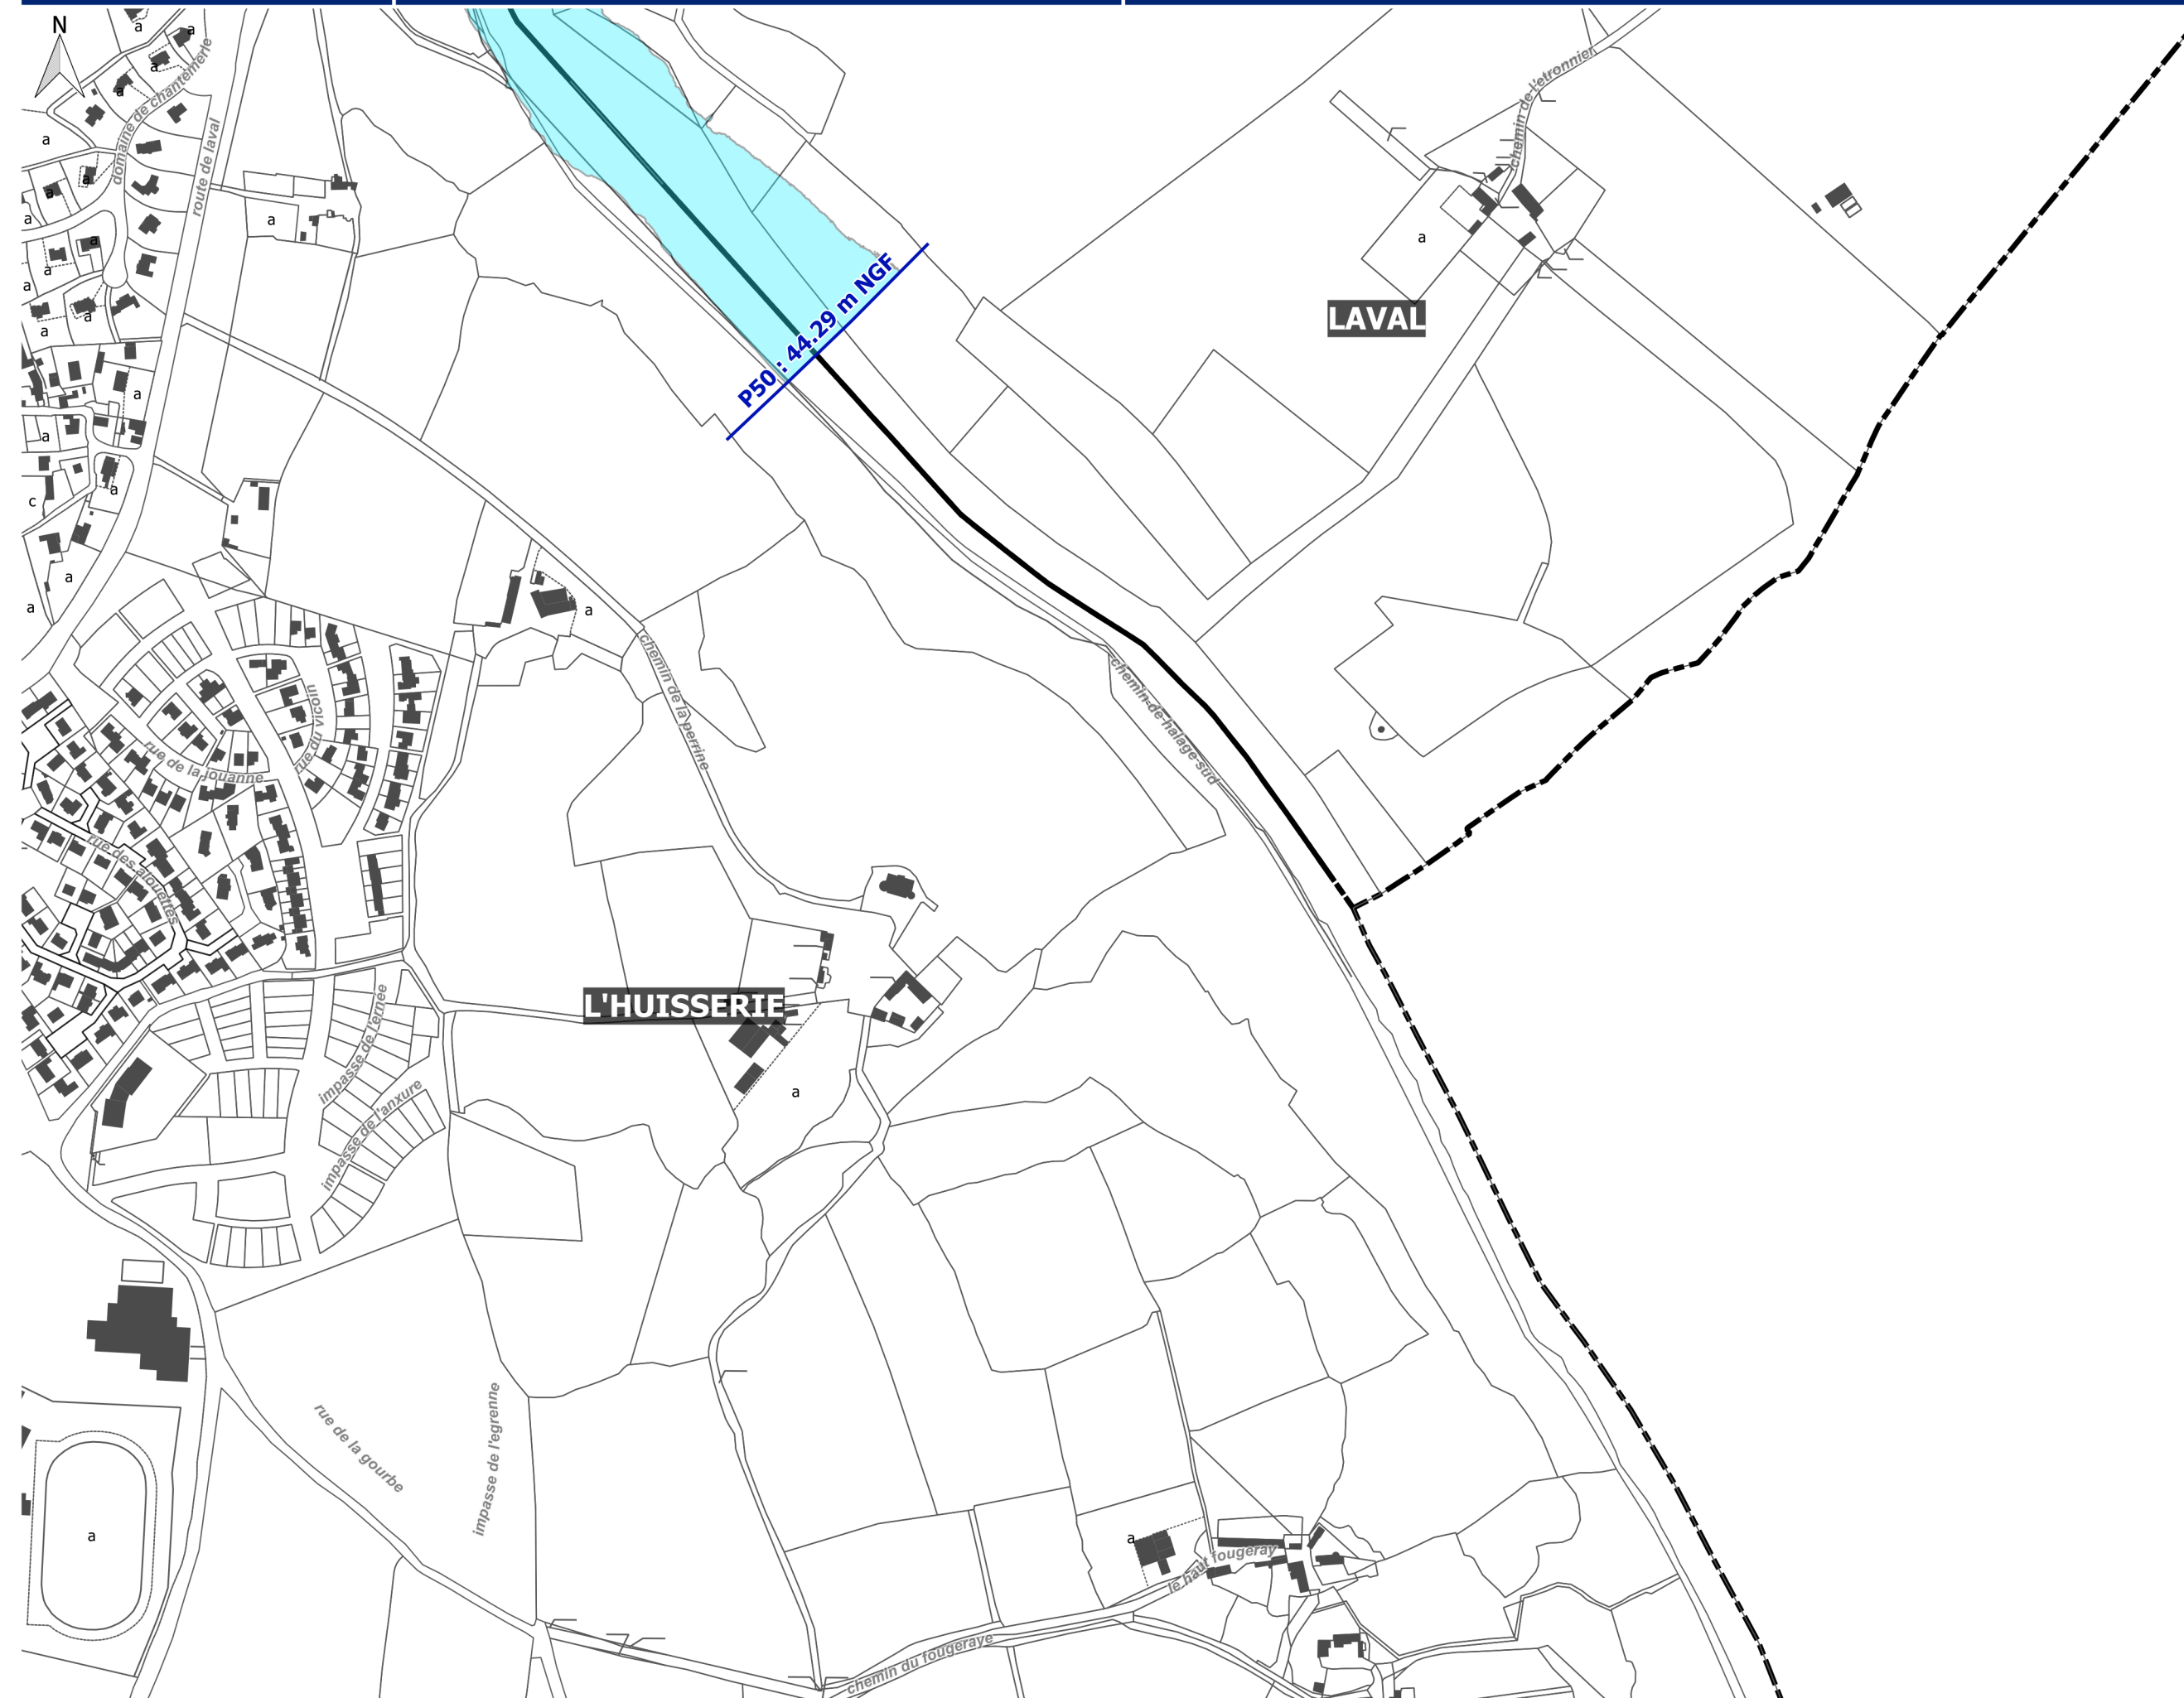 N
a
a
a
a
domaine de chantemerle
route de laval
chemin de l'etronnier
a
a
a
a
a
a
a
a
a
a
a
a
LAVAL
P50 : 44.29 m NGF
a
a
a
c
a
a
a
chemin de la perrine
chemin de halage sud
rue du vicoin
rue de la jouanne
rue des alouettes
L'HUISSERIE
impasse de l'ernee
impasse de l'anxure
a
rue de la gourbe
impasse de l'egrenne
a
a
le haut fougeray
chemin du fougeraye